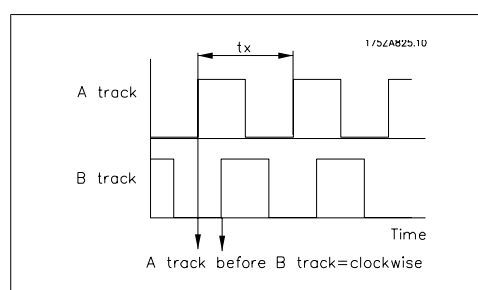 tx
175ZA825.10
A track
B track
Time
A track before B track=clockwise